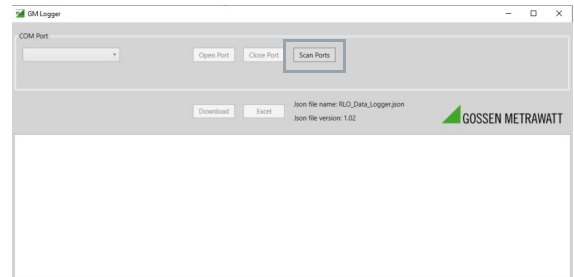 GM Logger
COM Port
Open Port Close Port Scan Ports
Download Excel Json file name: RLO_Data_Logger.json
Json file version: 1.02
GOSSEN METRAWATT